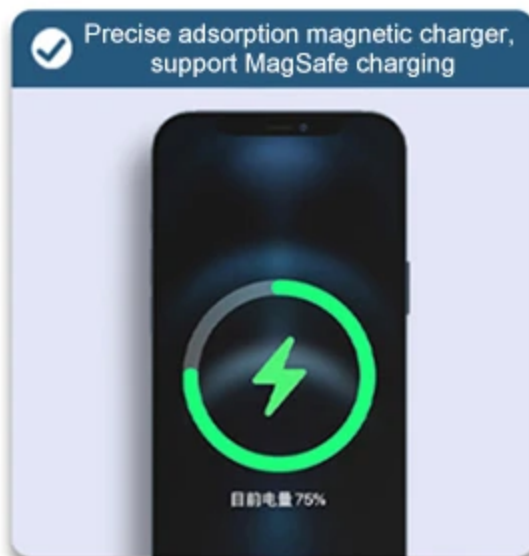 Precise adsorption magnetic charger,
support MagSafe charging
目前电量75%